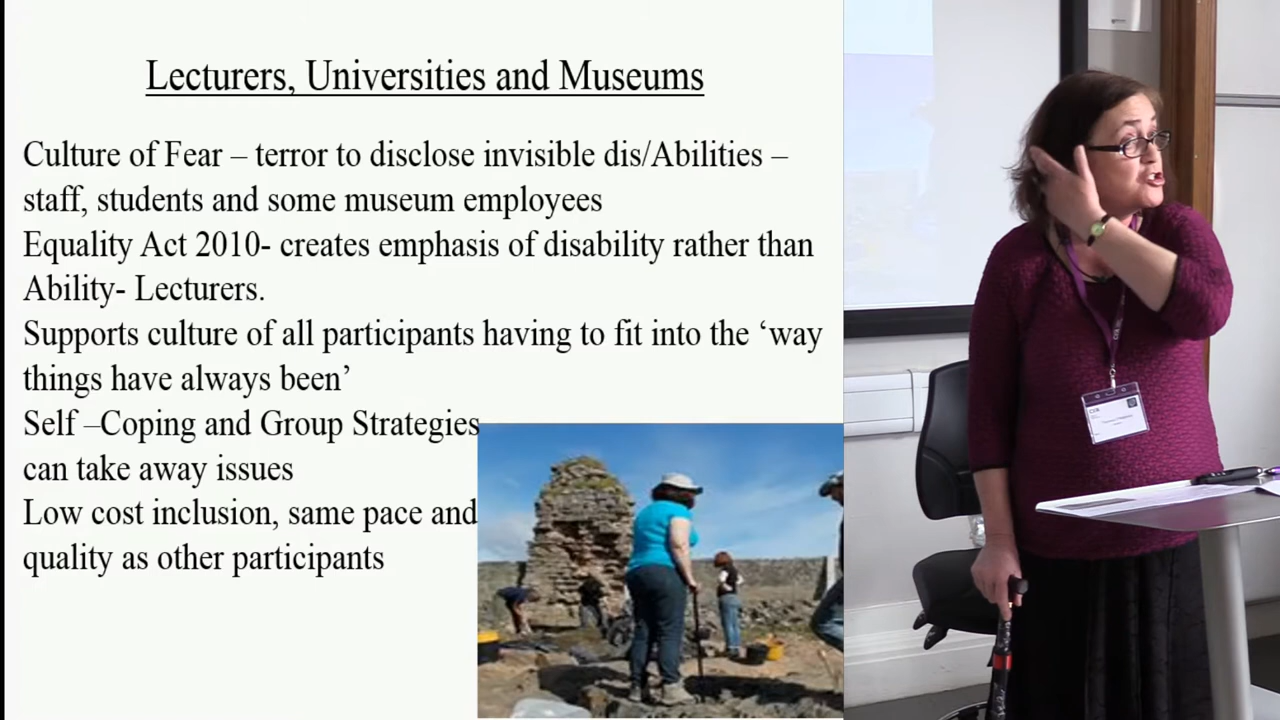 Lecturers, Universities and Museums
Culture of Fear – terror to disclose invisible dis/Abilities –
staff, students and some museum employees
Equality Act 2010- creates emphasis of disability rather than
Ability- Lecturers.
Supports culture of all participants having to fit into the ‘way
things have always been’
Self –Coping and Group Strategies
can take away issues
Low cost inclusion, same pace and
quality as other participants